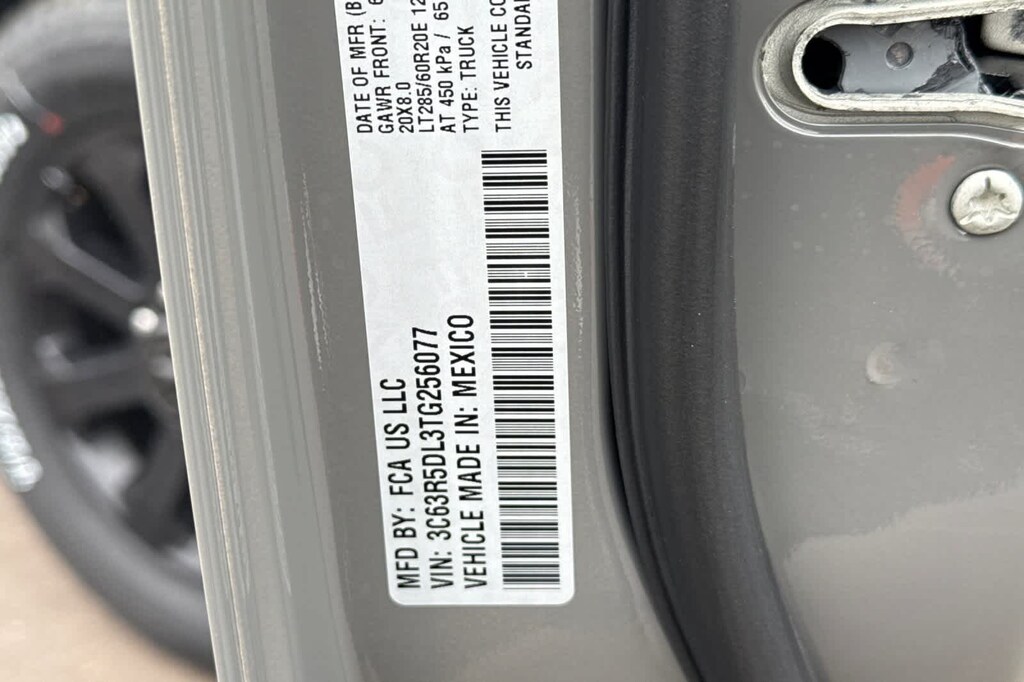 MFD BY: FCA US LLC
DATE OF MFR
VIN: 3C63R5DL3TG256077
GAWR FRONT:
VEHICLE MADE IN: MEXICO
20X8.0
LT285/60R20E
AT 450 kPa / 65
TYPE: TRUCK
THIS VEHICLE